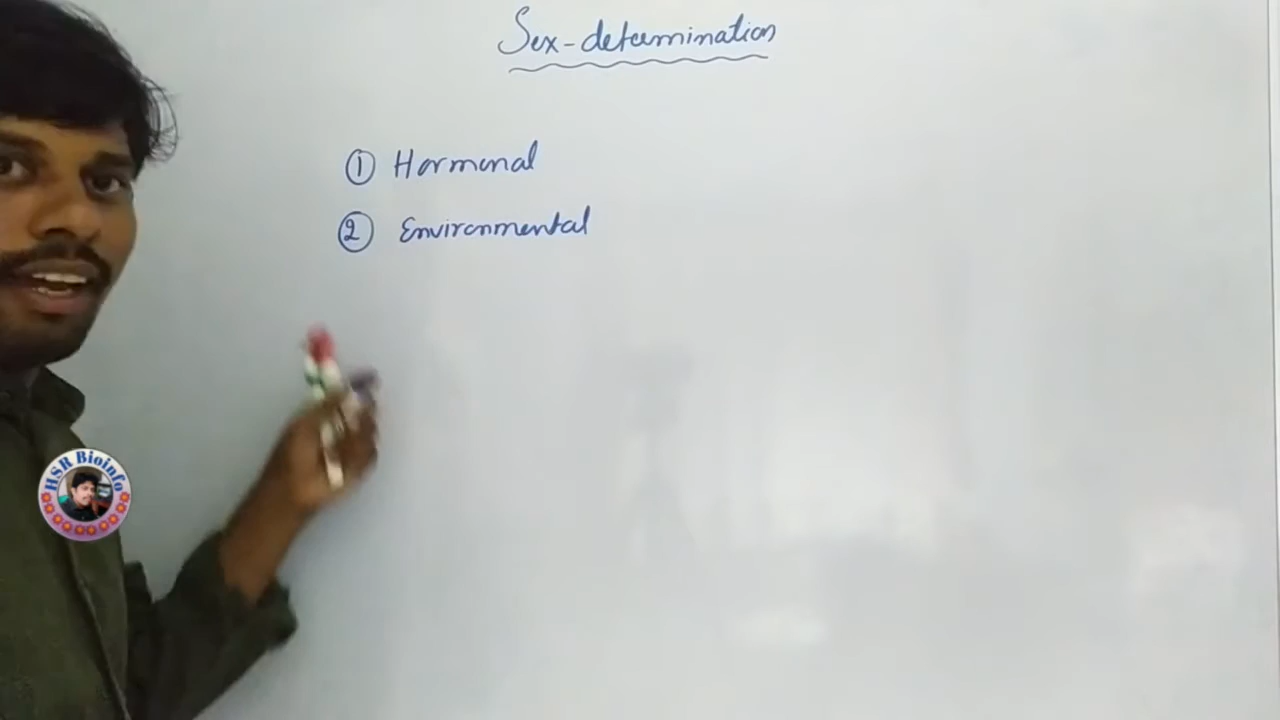 Sex-determination
① Hormonal
② Environmental
HSR Bioinfo